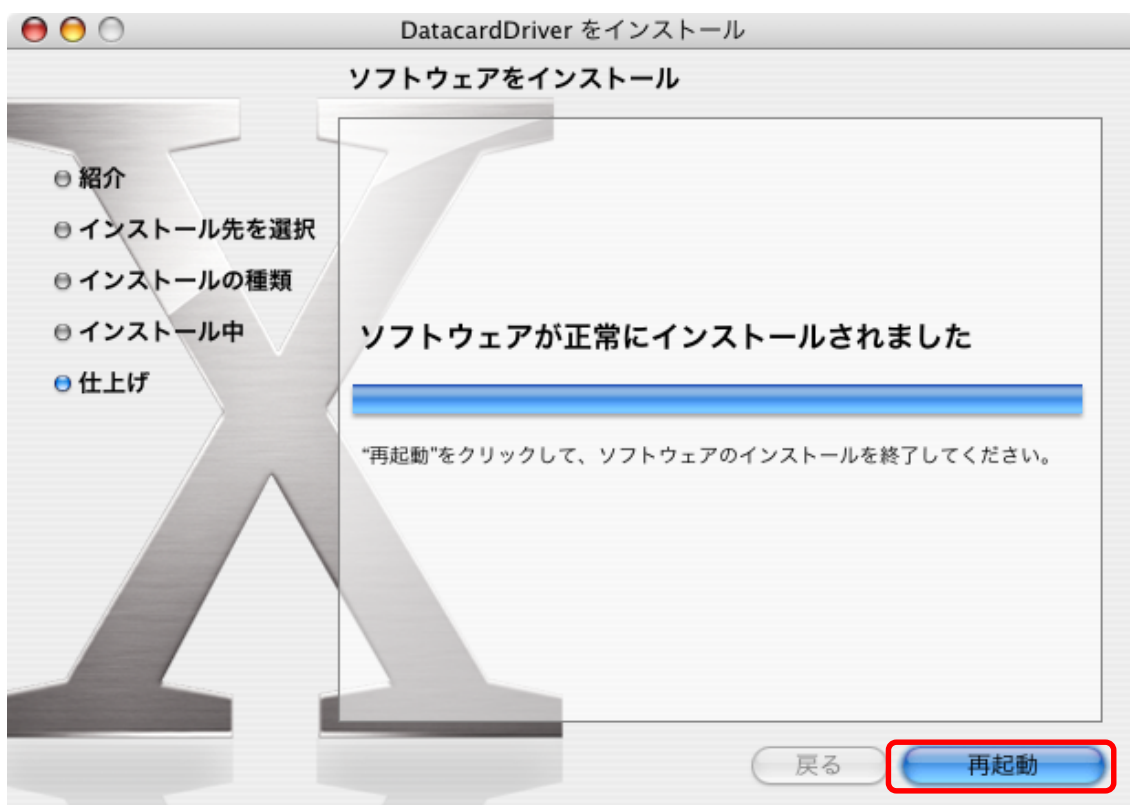 DatacardDriver をインストール
ソフトウェアをインストール
紹介
インストール先を選択
インストールの種類
インストール中
仕上げ
ソフトウェアが正常にインストールされました
“再起動"をクリックして、ソフトウェアのインストールを終了してください。
戻る
再起動